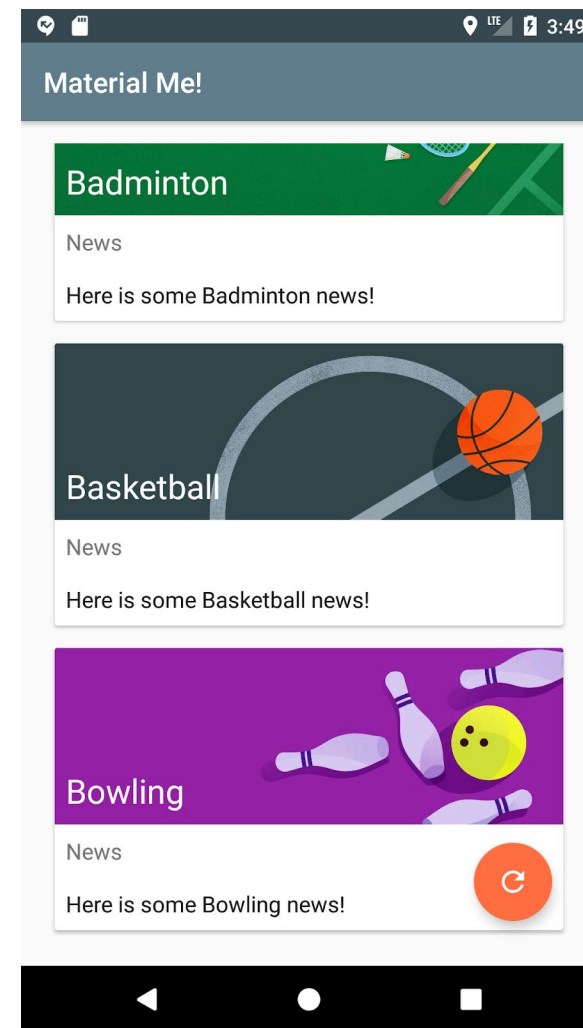 LTE 3:49
Material Me!
Badminton
News
Here is some Badminton news!
Basketball
News
Here is some Basketball news!
Bowling
News
Here is some Bowling news!